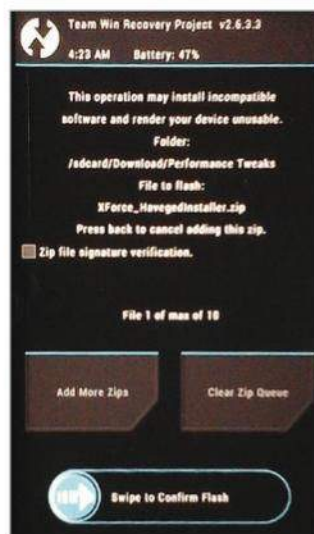 Team Win Recovery Project v2.6.3.3
4:23 AM Battery: 47%
This operation may install incompatible
software and render your device unusable.
Folder:
/sdcard/Download/Performance Tweaks
File to flash:
XForce_HavegedInstaller.zip
Press back to cancel adding this zip.
Zip file signature verification.
File 1 of max of 10
Add More Zips
Clear Zip Queue
Swipe to Confirm Flash